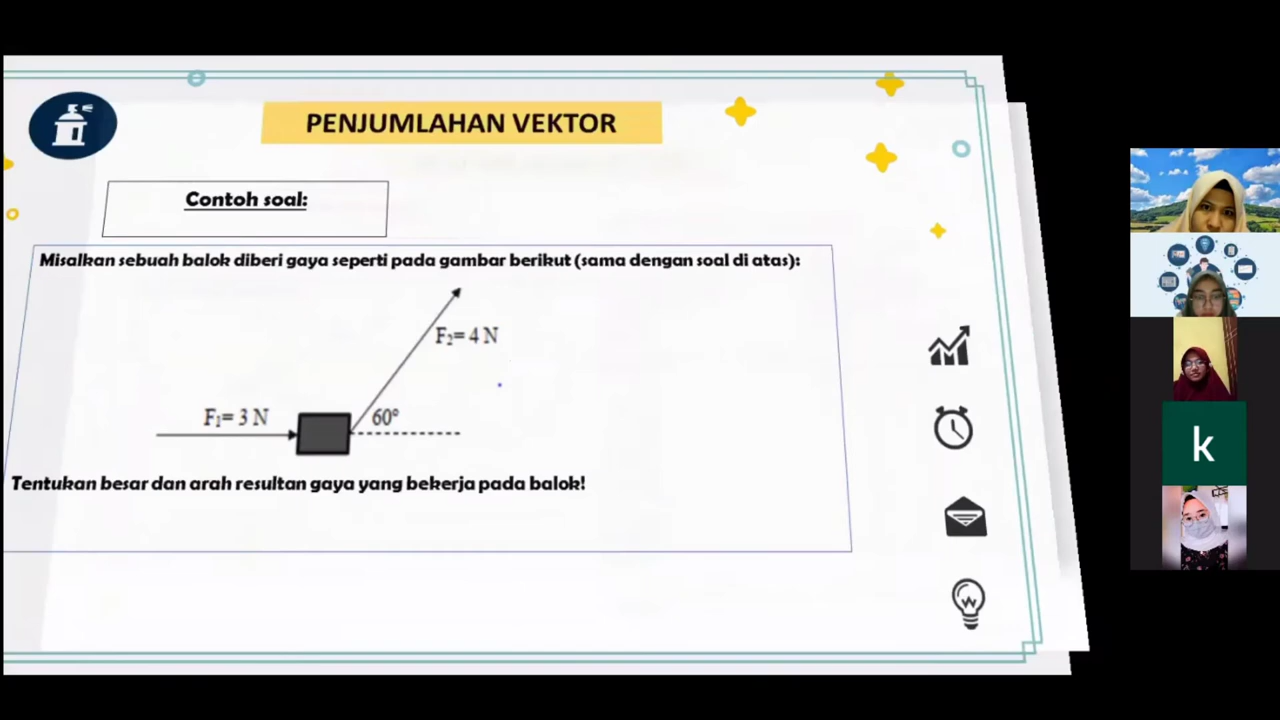 PENJUMLAHAN VEKTOR
Contoh soal:
Misalkan sebuah balok diberi gaya seperti pada gambar berikut (sama dengan soal di atas):
F₂= 4 N
F₁= 3 N
60°
Tentukan besar dan arah resultan gaya yang bekerja pada balok!
k